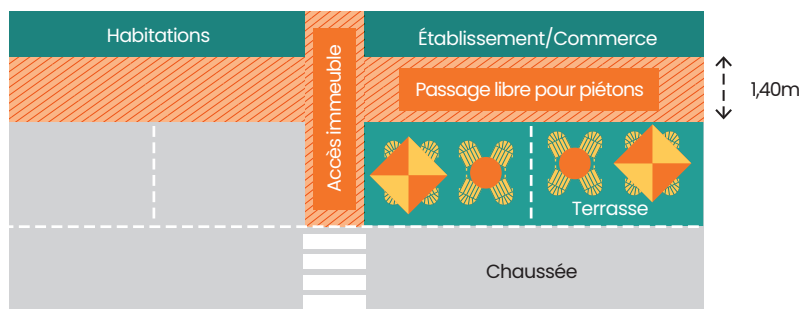 Habitations
Accès immeuble
Établissement/Commerce
Passage libre pour piétons
1,40m
Terrasse
Chaussée